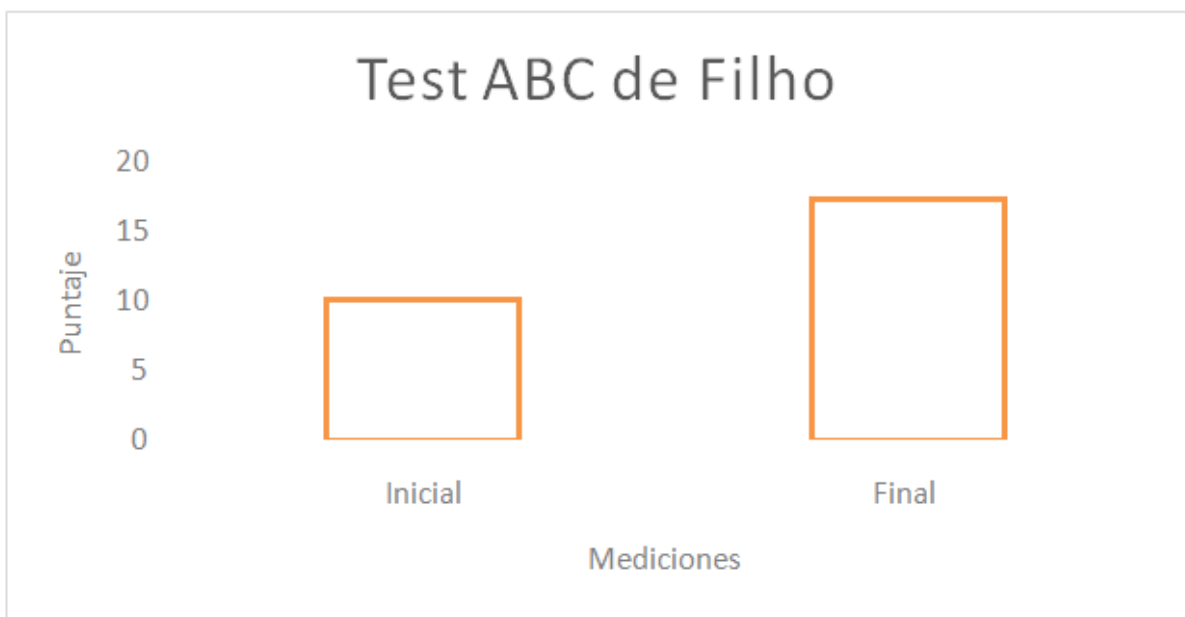 Test ABC de Filho
20
15
10
5
0
Puntaje
Inicial
Final
Mediciones